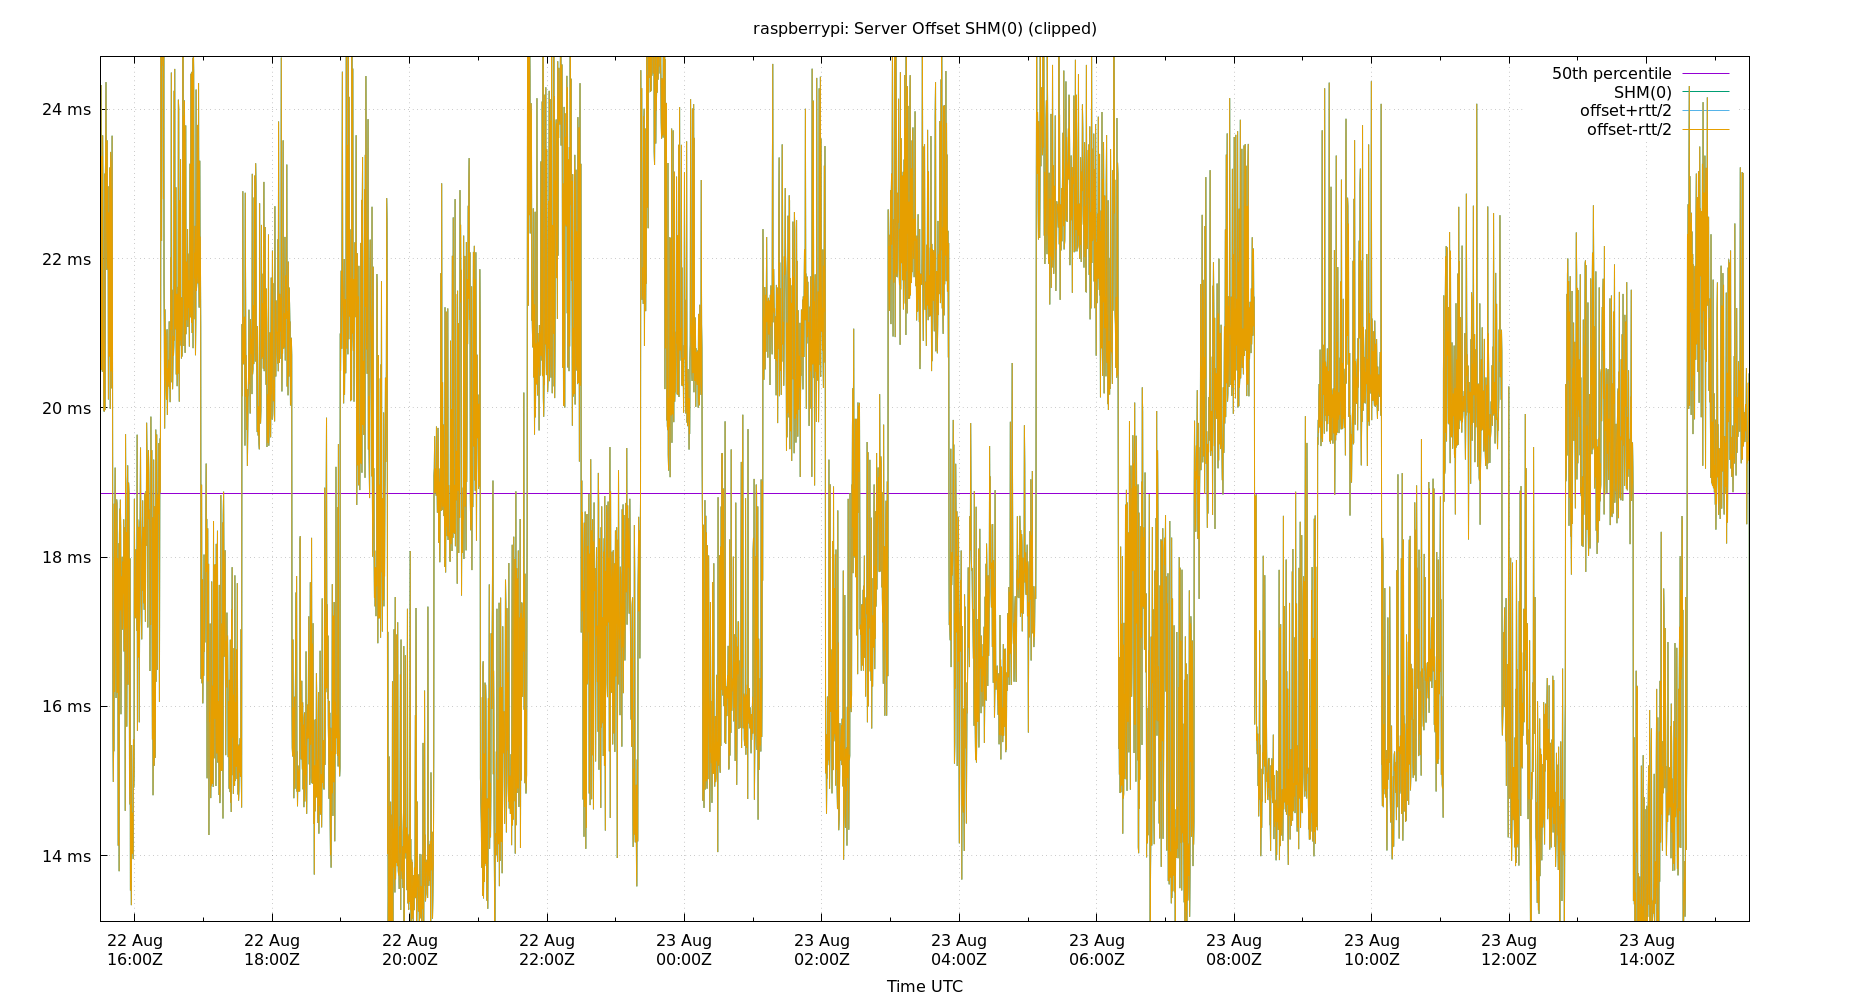 raspberrypi: Server Offset SHM(0) (clipped)
50th percentile
SHM(0)
offset+rtt/2
offset-rtt/2
24 ms
22 ms
20 ms
18 ms
16 ms
14 ms
22 Aug 22 Aug 22 Aug 22 Aug 23 Aug 23 Aug 23 Aug 23 Aug 23 Aug 23 Aug 23 Aug 23 Aug
16:00Z 18:00Z 20:00Z 22:00Z 00:00Z 02:00Z 04:00Z 06:00Z 08:00Z 10:00Z 12:00Z 14:00Z
Time UTC